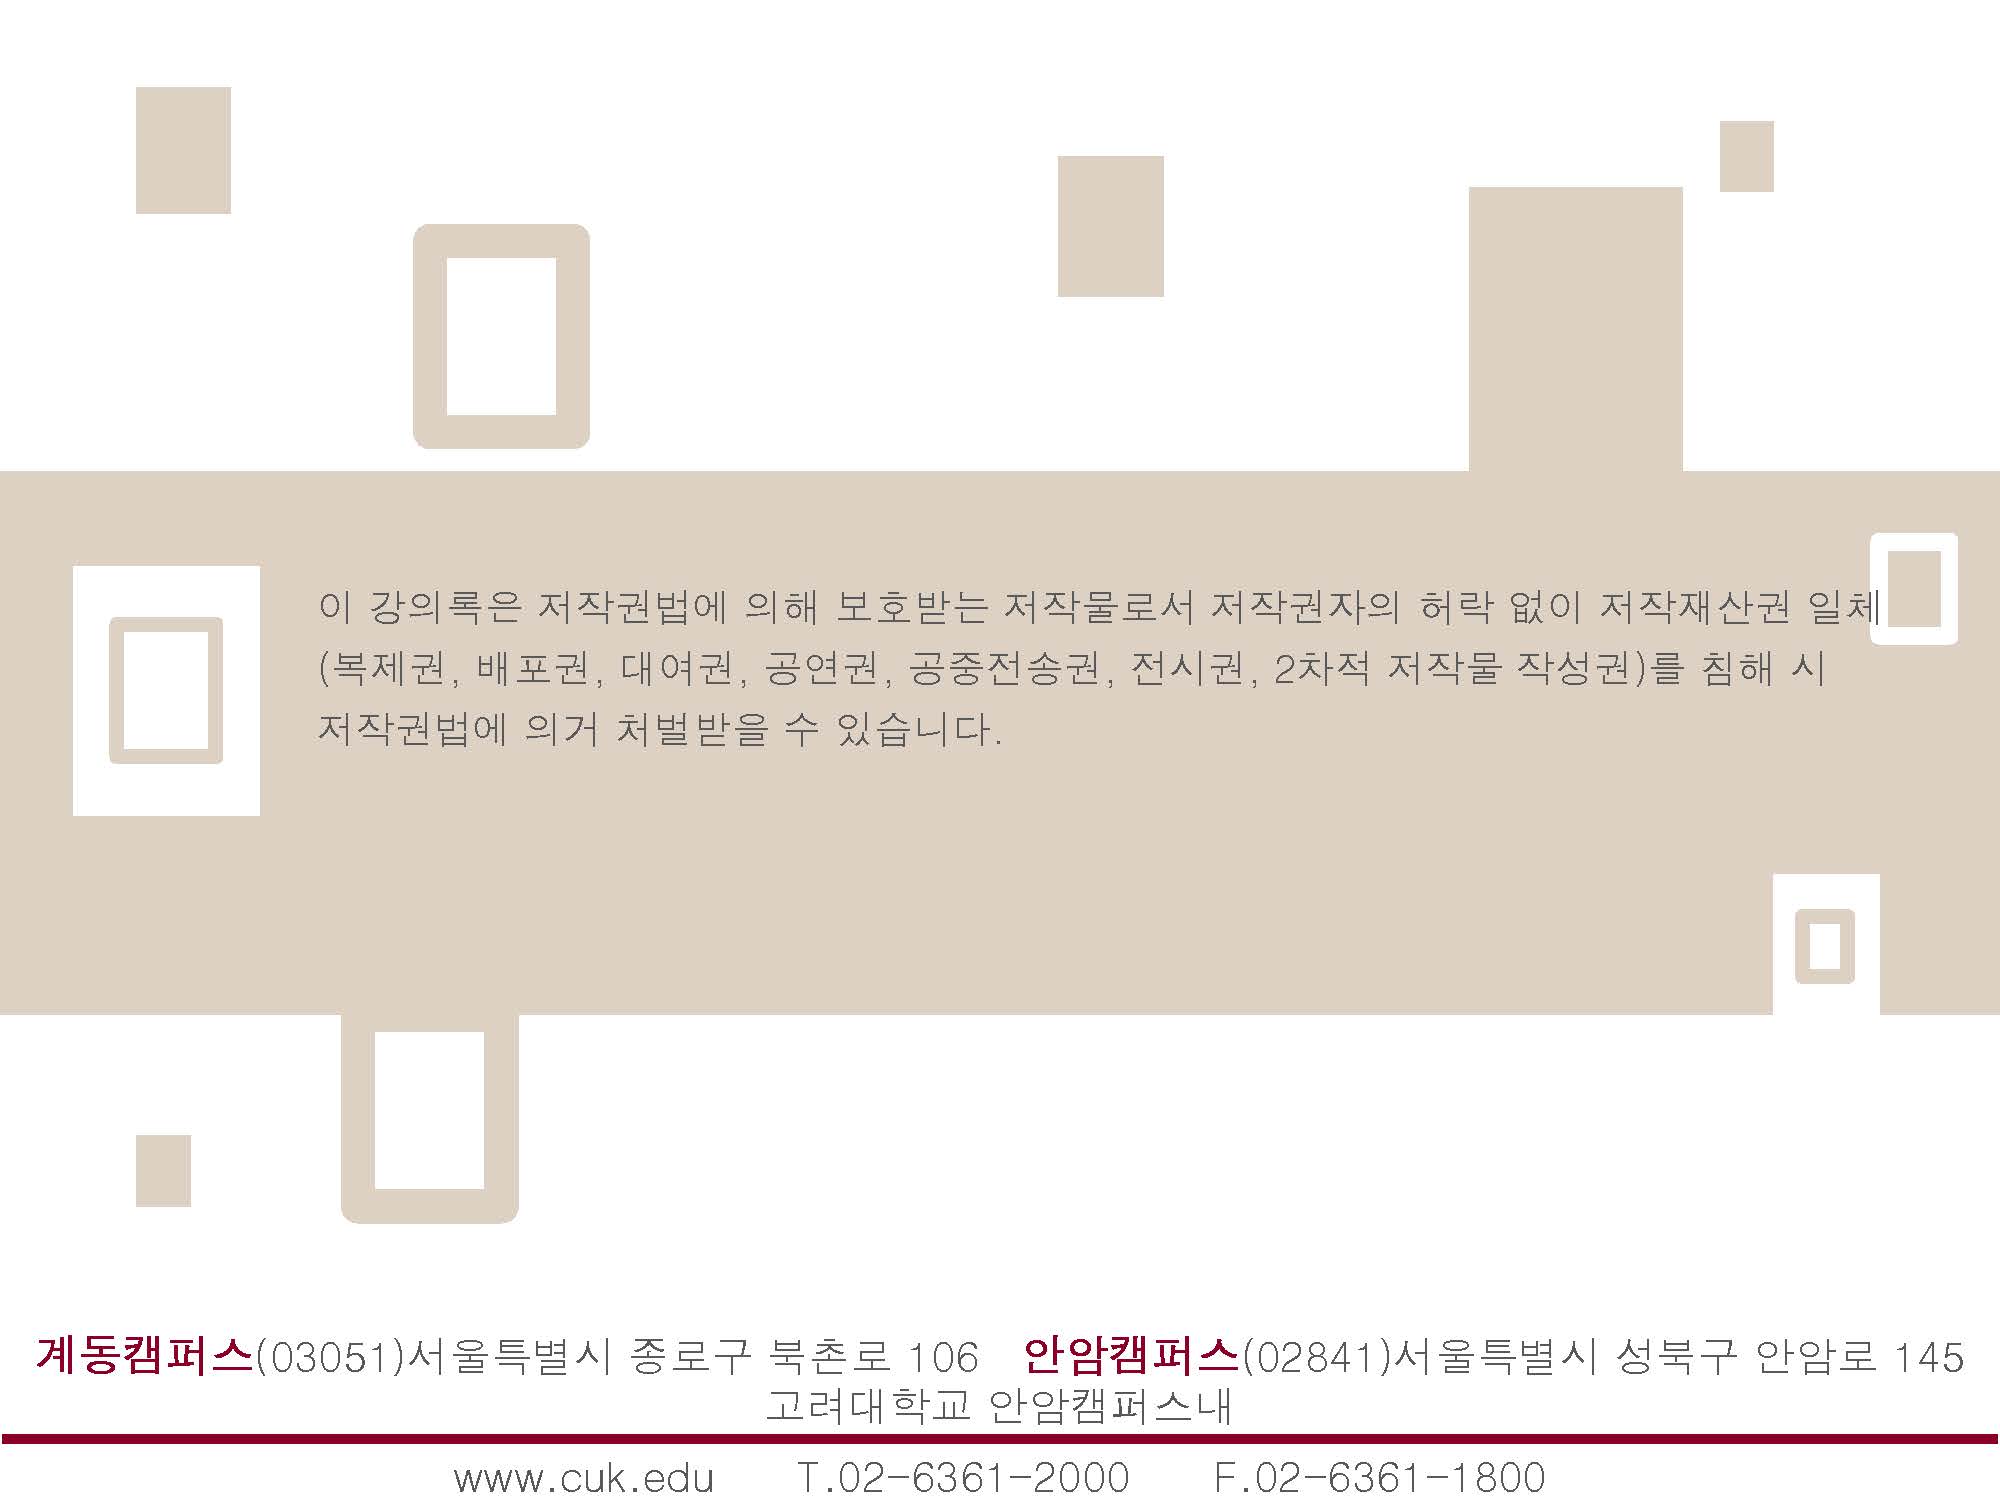 이 강의록은 저작권법에 의해 보호받는 저작물로서 저작권자의 허락 없이 저작재산권 일체
(복제권, 배포권, 대여권, 공연권, 공중전송권, 전시권, 2차적 저작물 작성권)를 침해 시
저작권법에 의거 처벌받을 수 있습니다.
계동캠퍼스(03051)서울특별시 종로구 북촌로 106 안암캠퍼스(02841)서울특별시 성북구 안암로 145
고려대학교 안암캠퍼스내
www.cuk.edu T.02-6361-2000 F.02-6361-1800